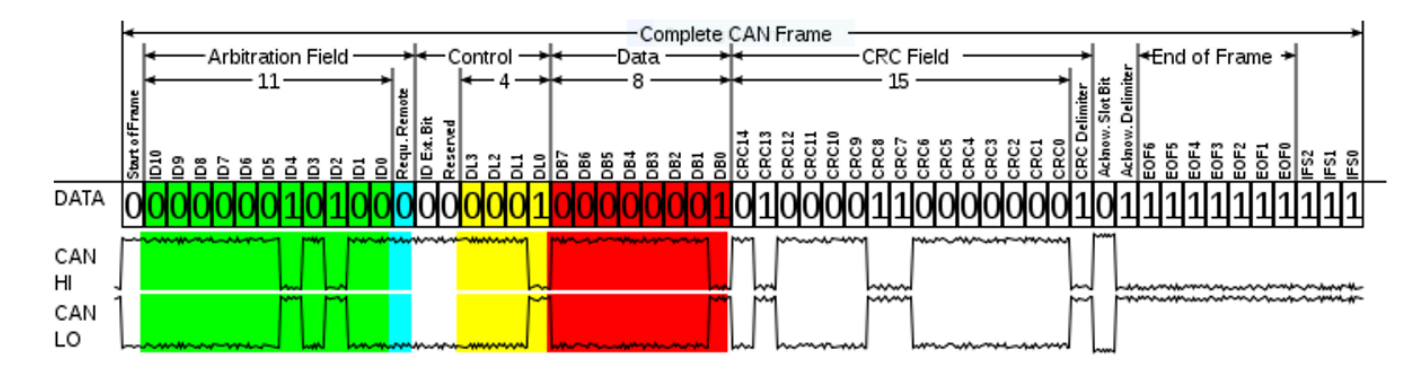 Complete CAN Frame
Arbitration Field Control Data CRC Field End of Frame
11 4 8 15
Start of Frame
ID10
ID9
ID8
ID7
ID6
ID5
ID4
ID3
ID2
ID1
ID0
Requ. Remote
ID Ext. Bit
Reserved
DL3
DL2
DL1
DL0
DB7
DB6
DB5
DB4
DB3
DB2
DB1
DB0
CRC14
CRC13
CRC12
CRC11
CRC10
CRC9
CRC8
CRC7
CRC6
CRC5
CRC4
CRC3
CRC2
CRC1
CRC0
CRC Delimiter
Acknow. Slot Bit
Acknow. Delimiter
EOF6
EOF5
EOF4
EOF3
EOF2
EOF1
EOF0
IFS2
IFS1
IFS0
DATA 0 0 0 0 0 0 0 1 0 1 0 0 0 0 0 0 0 0 1 0 0 0 0 0 0 0 1 0 1 0 0 0 0 1 1 0 0 0 0 0 0 0 1 0 1 1 1 1 1 1 1 1 1 1 1
CAN
HI
CAN
LO